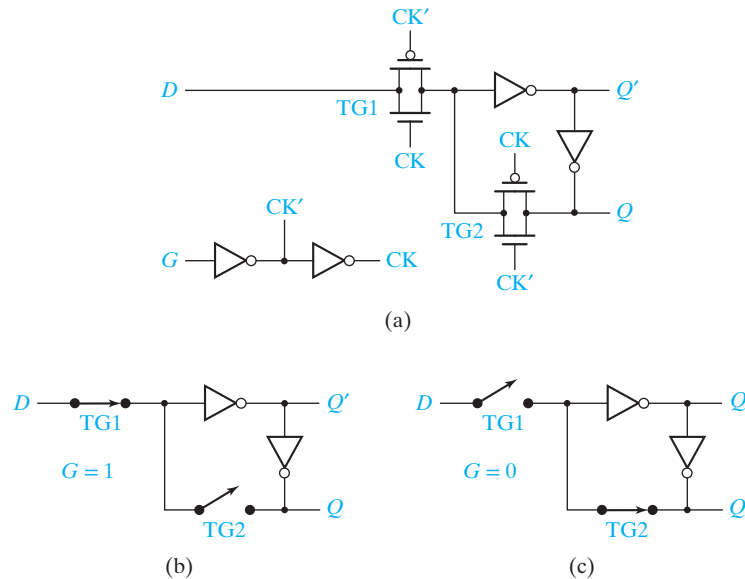 CK′
D
TG1
Q′
CK
CK
CK′
TG2
Q
G
CK
CK′
(a)
D
TG1
Q′
G = 1
TG2
Q
(b)
D
TG1
Q
G = 0
TG2
Q
(c)